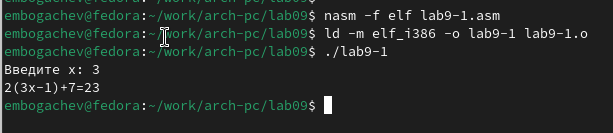 embogachev@fedora:~/work/arch-pc/lab09$ nasm -f elf lab9-1.asm
embogachev@fedora:~/work/arch-pc/lab09$ ld -m elf_i386 -o lab9-1 lab9-1.o
embogachev@fedora:~/work/arch-pc/lab09$ ./lab9-1
Введите x: 3
2(3x-1)+7=23
embogachev@fedora:~/work/arch-pc/lab09$